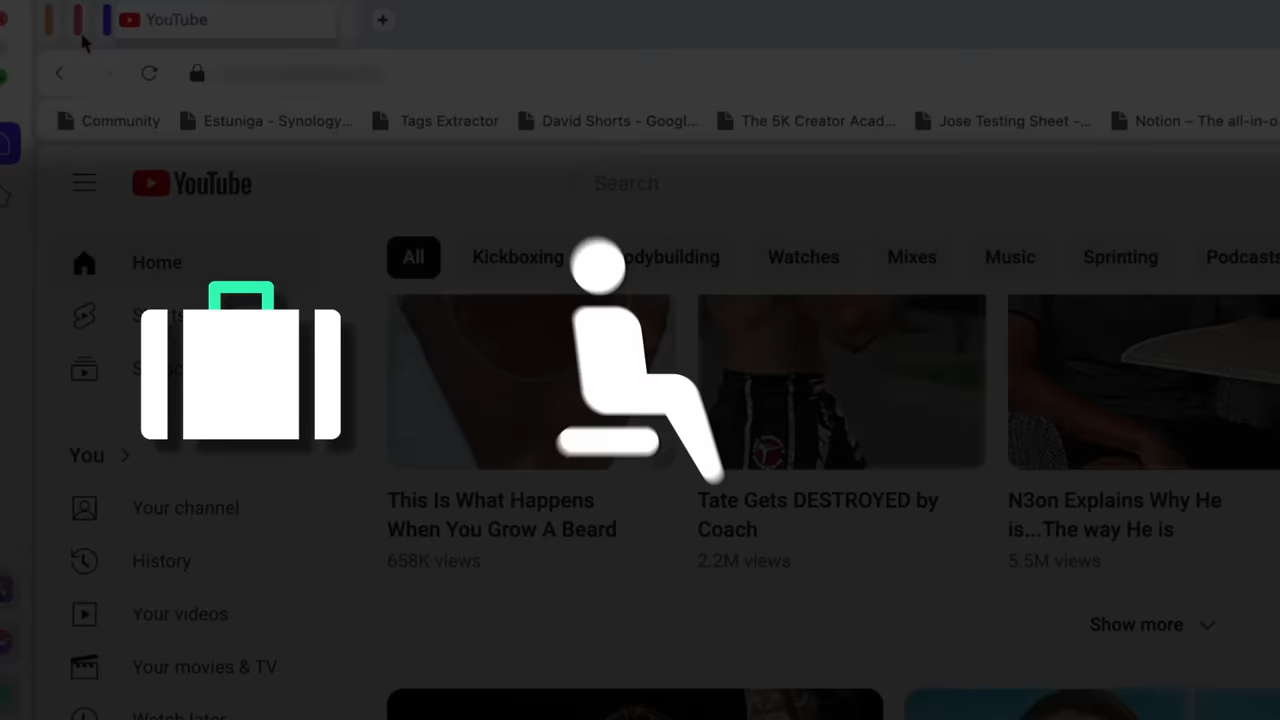 YouTube
Community
Estuniga - Synology...
Tags Extractor
David Shorts - Googl...
The 5K Creator Acad...
Jose Testing Sheet -...
Notion – The all-in-o
YouTube
Search
Home
All
Kickboxing
odybuilding
Watches
Mixes
Music
Sprinting
Podcasts
You
Your channel
History
Your videos
Your movies & TV
Watch later
This Is What Happens
When You Grow A Beard
658K views
Tate Gets DESTROYED by
Coach
2.2M views
N3on Explains Why He
is...The way He is
5.5M views
Show more